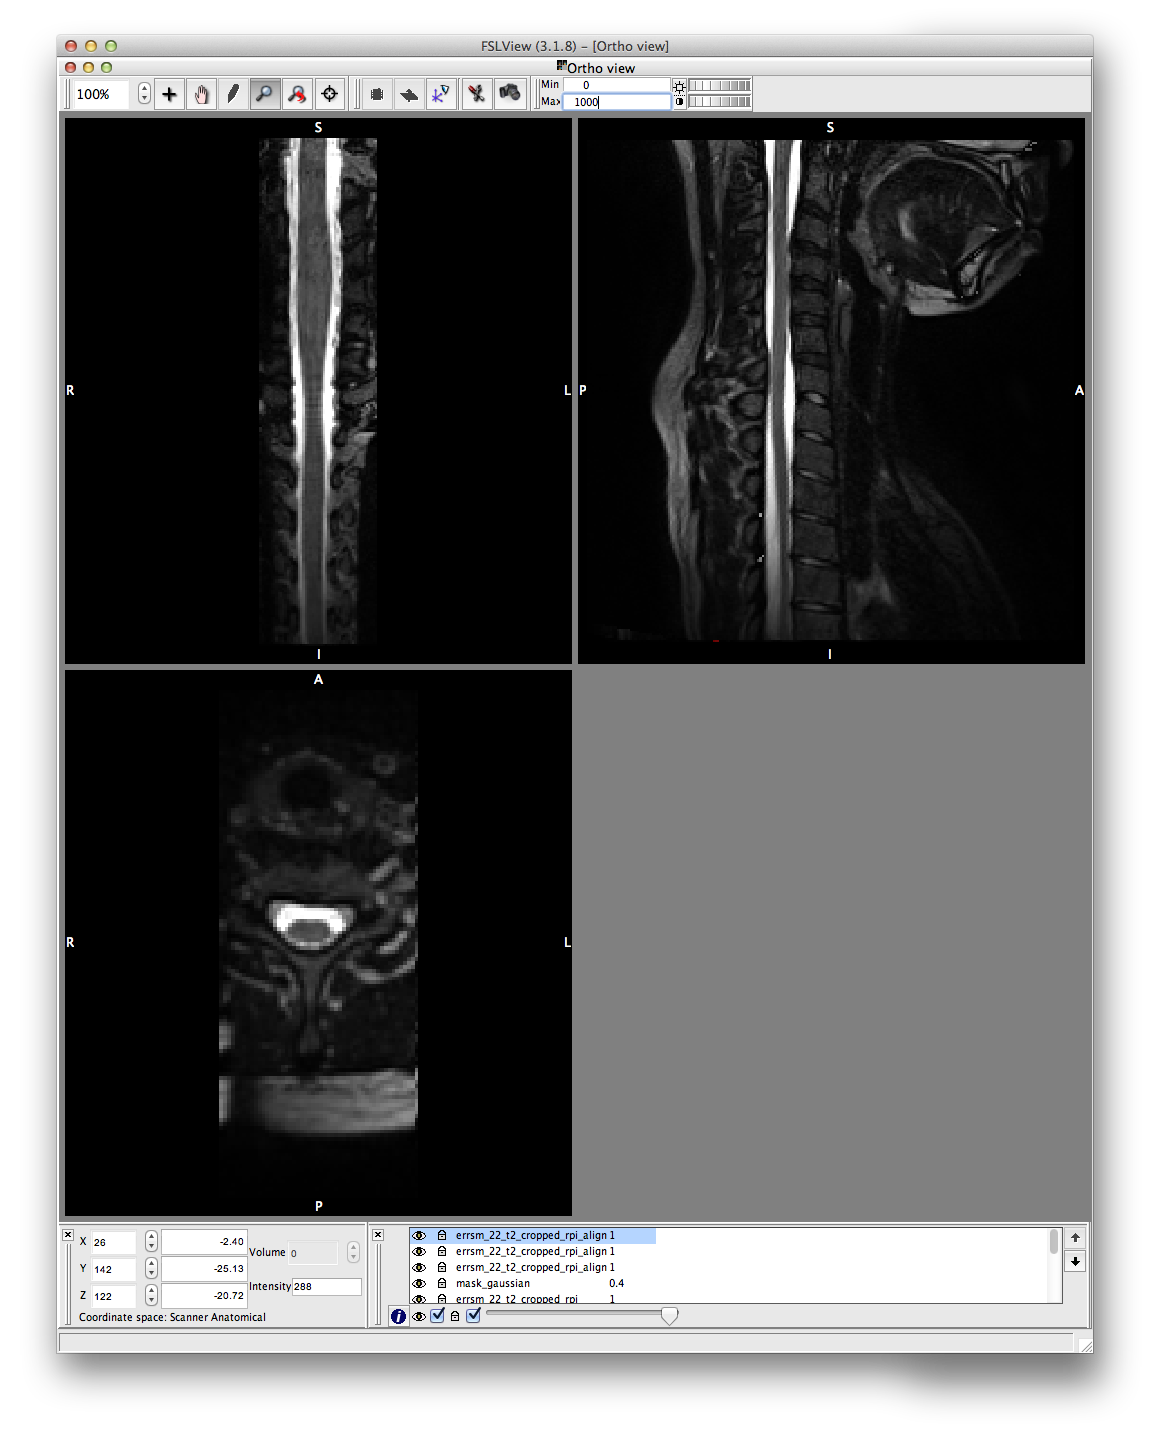 FSLView (3.1.8) – [Ortho view]
Ortho view
100%
Min 0
Max 1000
S
R
L
I
S
P
A
I
A
R
L
P
X 26 -2.40
Y 142 -25.13
Z 122 -20.72
Volume 0
Intensity 288
Coordinate space: Scanner Anatomical
errsm_22_t2_cropped_rpi_align 1
errsm_22_t2_cropped_rpi_align 1
errsm_22_t2_cropped_rpi_align 1
mask_gaussian 0.4
errsm_22_t2_cropped_rpi 1